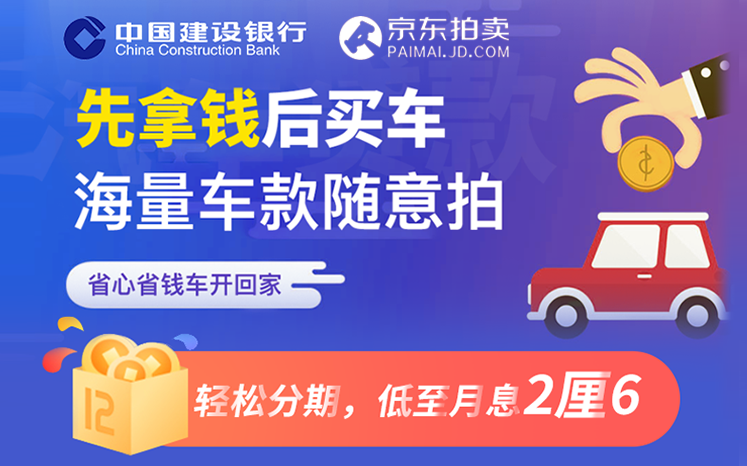 中国建设银行 京东拍卖
China Construction Bank PAIMAI.JD.COM
先拿钱后买车
海量车款随意拍
省心省钱车开回家
12
轻松分期，低至月息2厘6